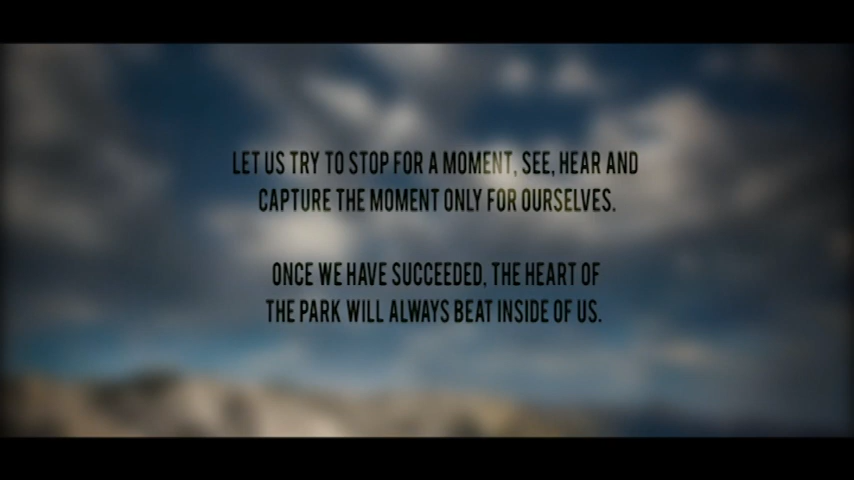 LET US TRY TO STOP FOR A MOMENT, SEE, HEAR AND
CAPTURE THE MOMENT ONLY FOR OURSELVES.
ONCE WE HAVE SUCCEEDED, THE HEART OF
THE PARK WILL ALWAYS BEAT INSIDE OF US.